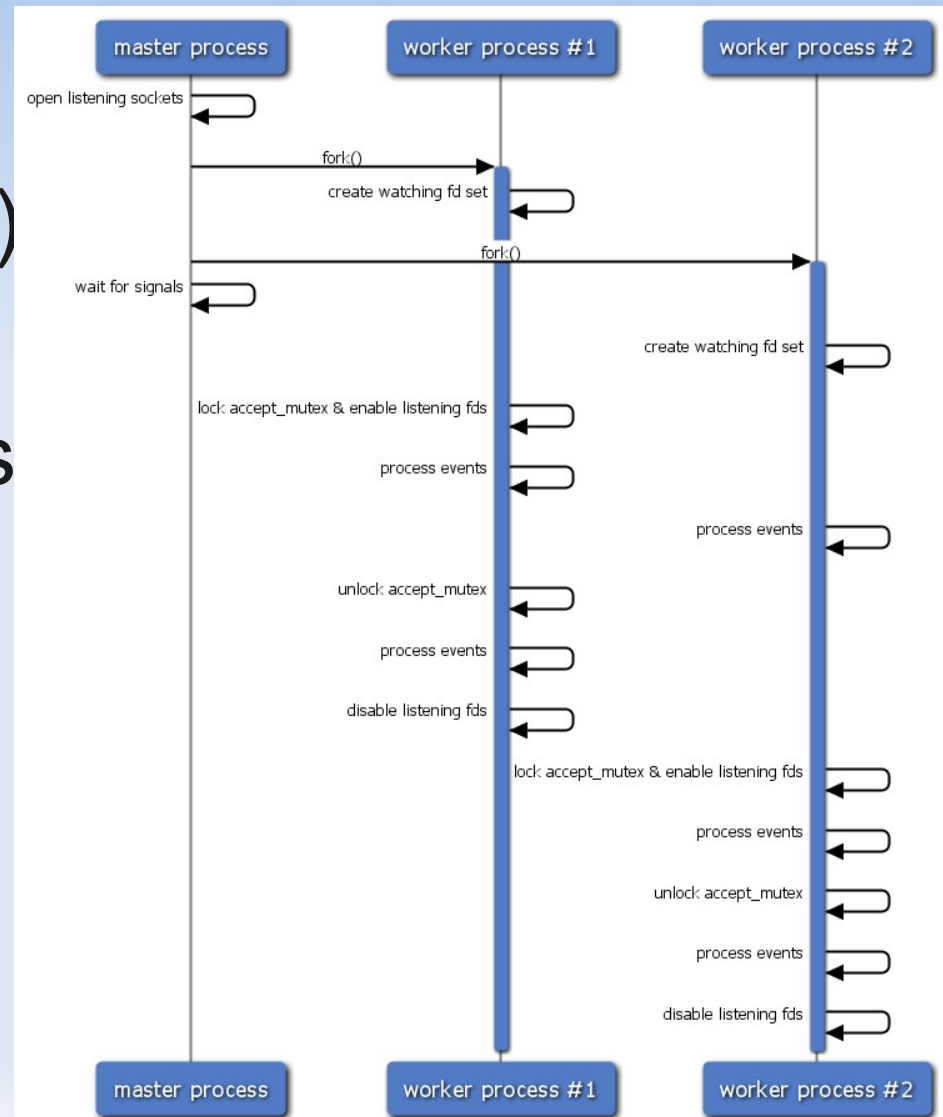 master process
worker process #1
worker process #2
open listening sockets
fork()
create watching fd set
)
fork()
wait for signals
create watching fd set
lock accept_mutex & enable listening fds
s
process events
process events
unlock accept_mutex
process events
disable listening fds
lock accept_mutex & enable listening fds
process events
unlock accept_mutex
process events
disable listening fds
master process
worker process #1
worker process #2